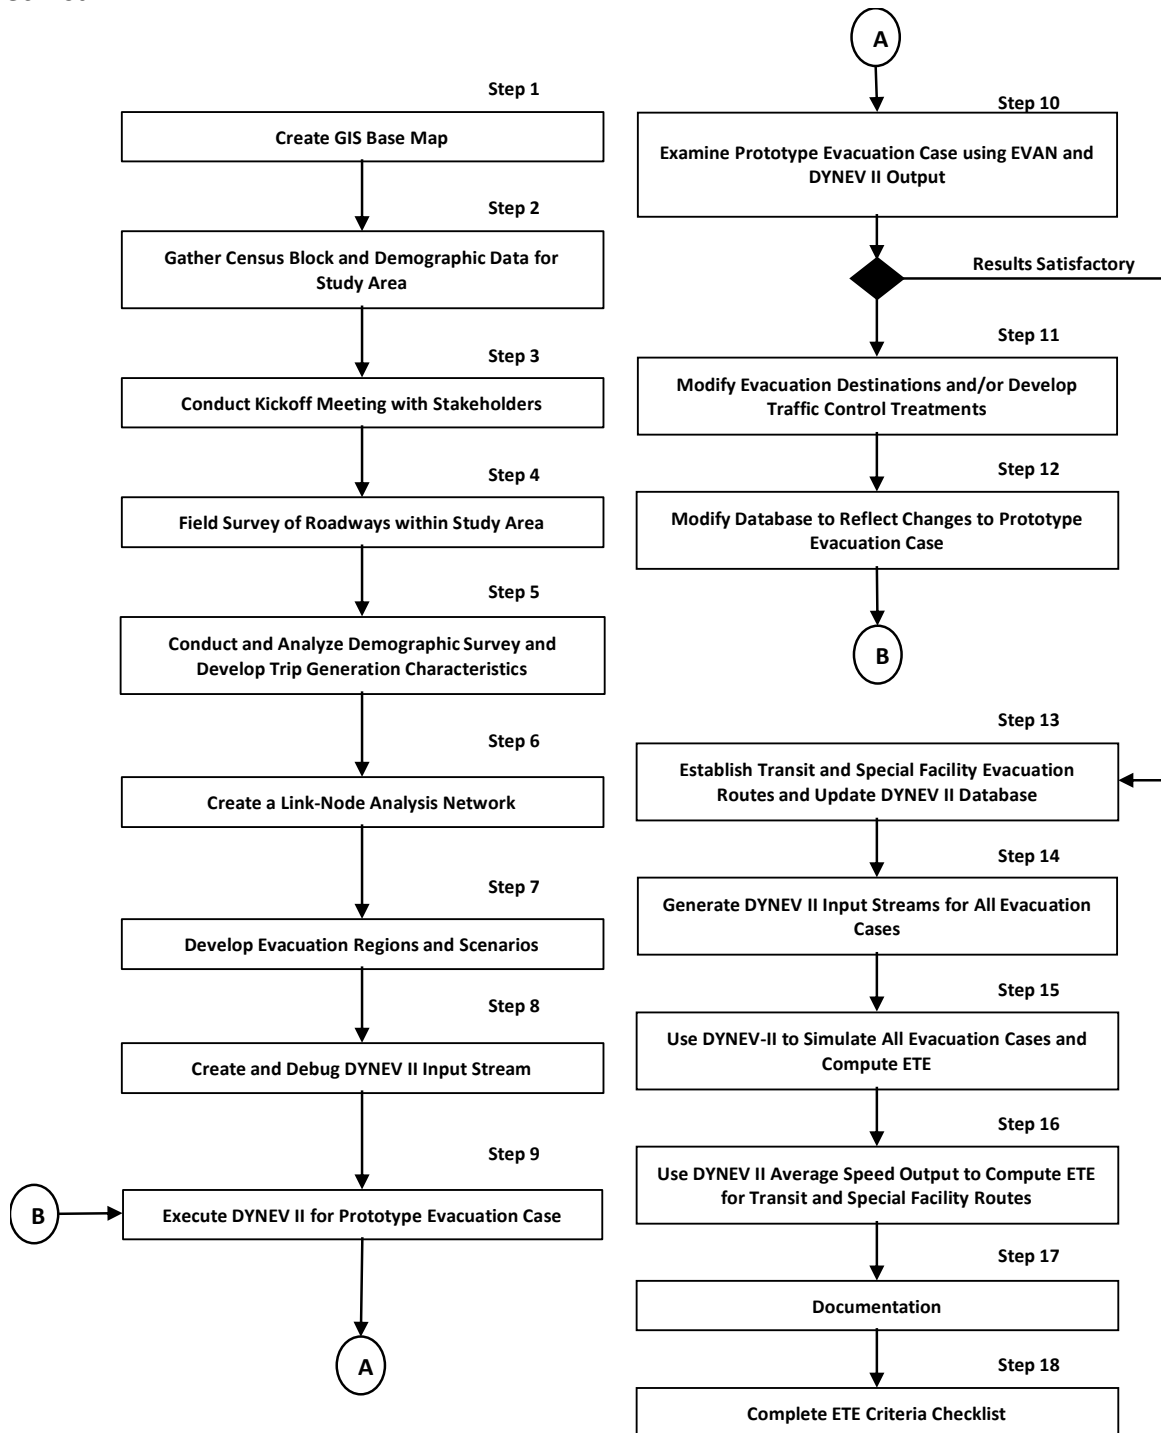 Step 1
Create GIS Base Map
Step 2
Gather Census Block and Demographic Data for
Study Area
Step 3
Conduct Kickoff Meeting with Stakeholders
Step 4
Field Survey of Roadways within Study Area
Step 5
Conduct and Analyze Demographic Survey and
Develop Trip Generation Characteristics
Step 6
Create a Link-Node Analysis Network
Step 7
Develop Evacuation Regions and Scenarios
Step 8
Create and Debug DYNEV II Input Stream
Step 9
B
Execute DYNEV II for Prototype Evacuation Case
A
A
Step 10
Examine Prototype Evacuation Case using EVAN and
DYNEV II Output
Results Satisfactory
Step 11
Modify Evacuation Destinations and/or Develop
Traffic Control Treatments
Step 12
Modify Database to Reflect Changes to Prototype
Evacuation Case
B
Step 13
Establish Transit and Special Facility Evacuation
Routes and Update DYNEV II Database
Step 14
Generate DYNEV II Input Streams for All Evacuation
Cases
Step 15
Use DYNEV-II to Simulate All Evacuation Cases and
Compute ETE
Step 16
Use DYNEV II Average Speed Output to Compute ETE
for Transit and Special Facility Routes
Step 17
Documentation
Step 18
Complete ETE Criteria Checklist